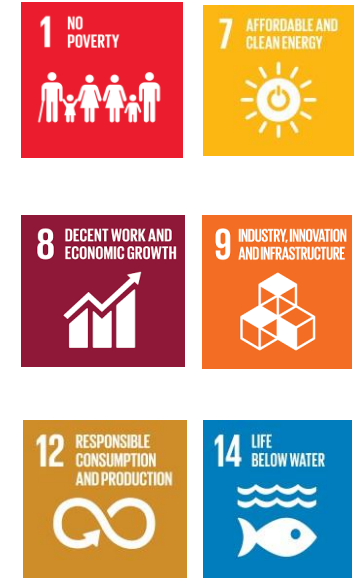 1 NO
POVERTY
7 AFFORDABLE AND
CLEAN ENERGY
8 DECENT WORK AND
ECONOMIC GROWTH
9 INDUSTRY, INNOVATION
AND INFRASTRUCTURE
12 RESPONSIBLE
CONSUMPTION
AND PRODUCTION
14 LIFE
BELOW WATER